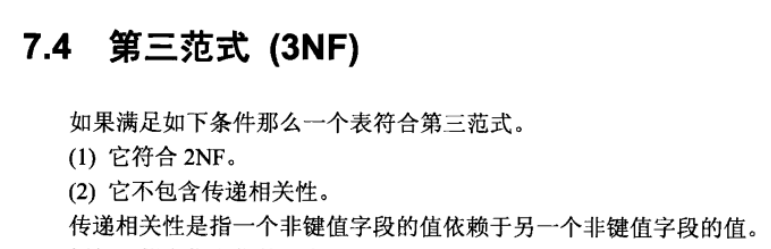 7.4 第三范式 (3NF)
如果满足如下条件那么一个表符合第三范式。
(1) 它符合 2NF。
(2) 它不包含传递相关性。
传递相关性是指一个非键值字段的值依赖于另一个非键值字段的值。